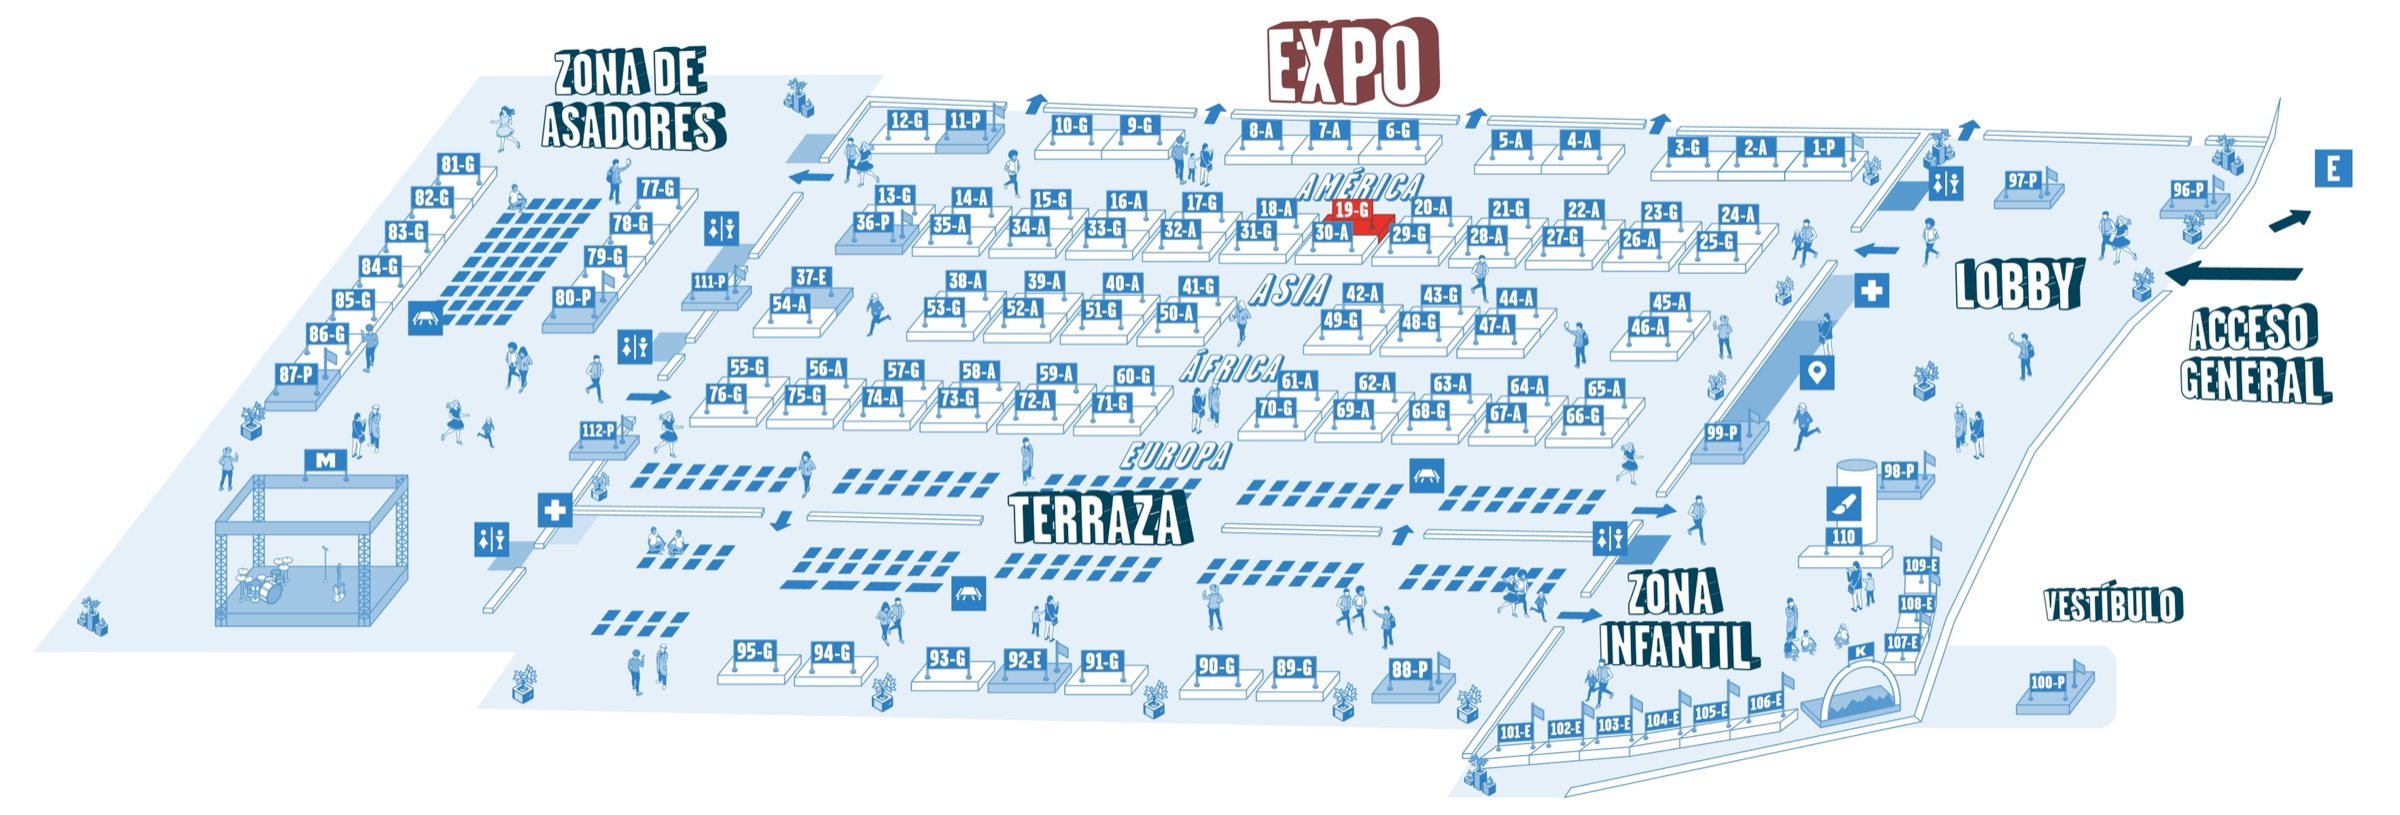 EXPO
ZONA DE
ASADORES
12-G 11-P 10-G 9-G 8-A 7-A 6-G 5-A 4-A 3-G 2-A 1-P
E
81-G
82-G
83-G
84-G
85-G
86-G
87-P
77-G
78-G
79-G
80-P
AMÉRICA
13-G 14-A 15-G 16-A 17-G 18-A 19-G 20-A 21-G 22-A 23-G 24-A
36-P 35-A 34-A 33-G 32-A 31-G 30-A 29-G 28-A 27-G 26-A 25-G
97-P 96-P
LOBBY
ACCESO
GENERAL
111-P
ASIA
37-E 38-A 39-A 40-A 41-G 42-A 43-G 44-A 45-A
54-A 53-G 52-A 51-G 50-A 49-G 48-G 47-A 46-A
ÁFRICA
55-G 56-A 57-G 58-A 59-A 60-G 61-A 62-A 63-A 64-A 65-A
76-G 75-G 74-A 73-G 72-A 71-G 70-G 69-A 68-G 67-A 66-G
112-P
99-P
EUROPA
98-P
M
TERRAZA
110
109-E
108-E
107-E
ZONA
INFANTIL
K
VESTÍBULO
95-G 94-G 93-G 92-E 91-G 90-G 89-G 88-P
100-P
101-E 102-E 103-E 104-E 105-E 106-E